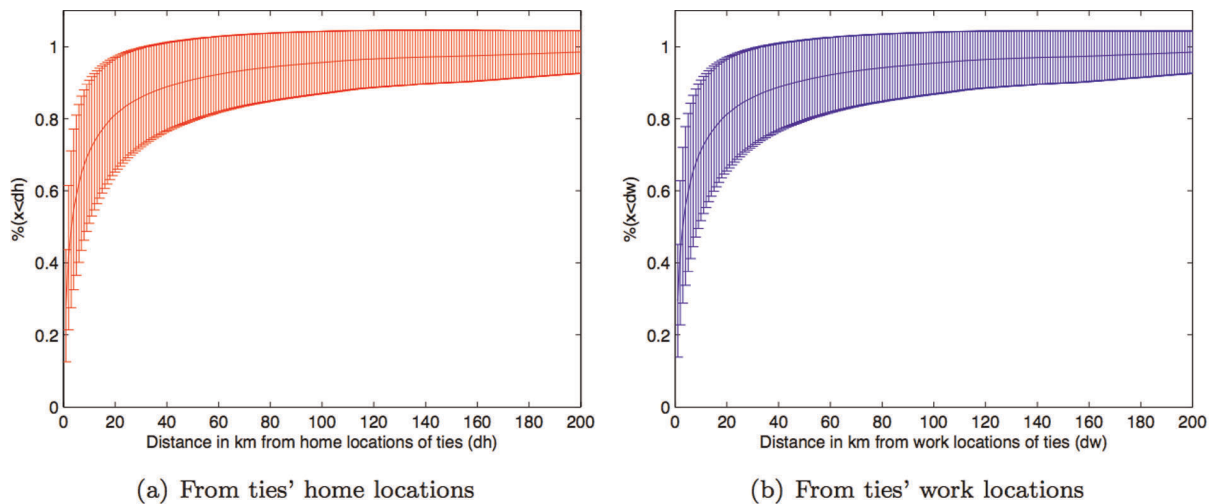 1
0.8
0.6
0.4
0.2
0
%(x<dh)
0 20 40 60 80 100 120 140 160 180 200
Distance in km from home locations of ties (dh)
(a) From ties' home locations
1
0.8
0.6
0.4
0.2
0
%(x<dw)
0 20 40 60 80 100 120 140 160 180 200
Distance in km from work locations of ties (dw)
(b) From ties' work locations